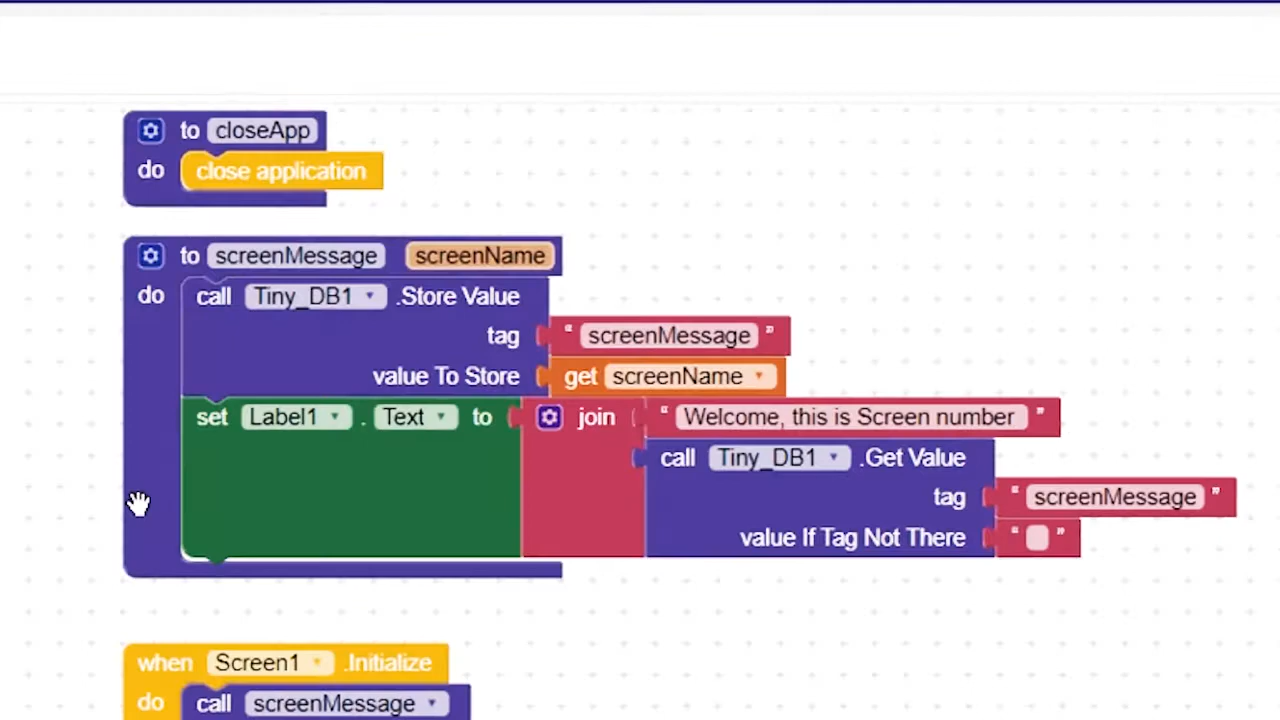 to closeApp
do close application
to screenMessage screenName
do call Tiny_DB1 .Store Value
tag “ screenMessage ”
value To Store get screenName
set Label1 . Text to join “ Welcome, this is Screen number ”
call Tiny_DB1 .Get Value
tag “ screenMessage ”
value If Tag Not There “ ”
when Screen1 .Initialize
do call screenMessage